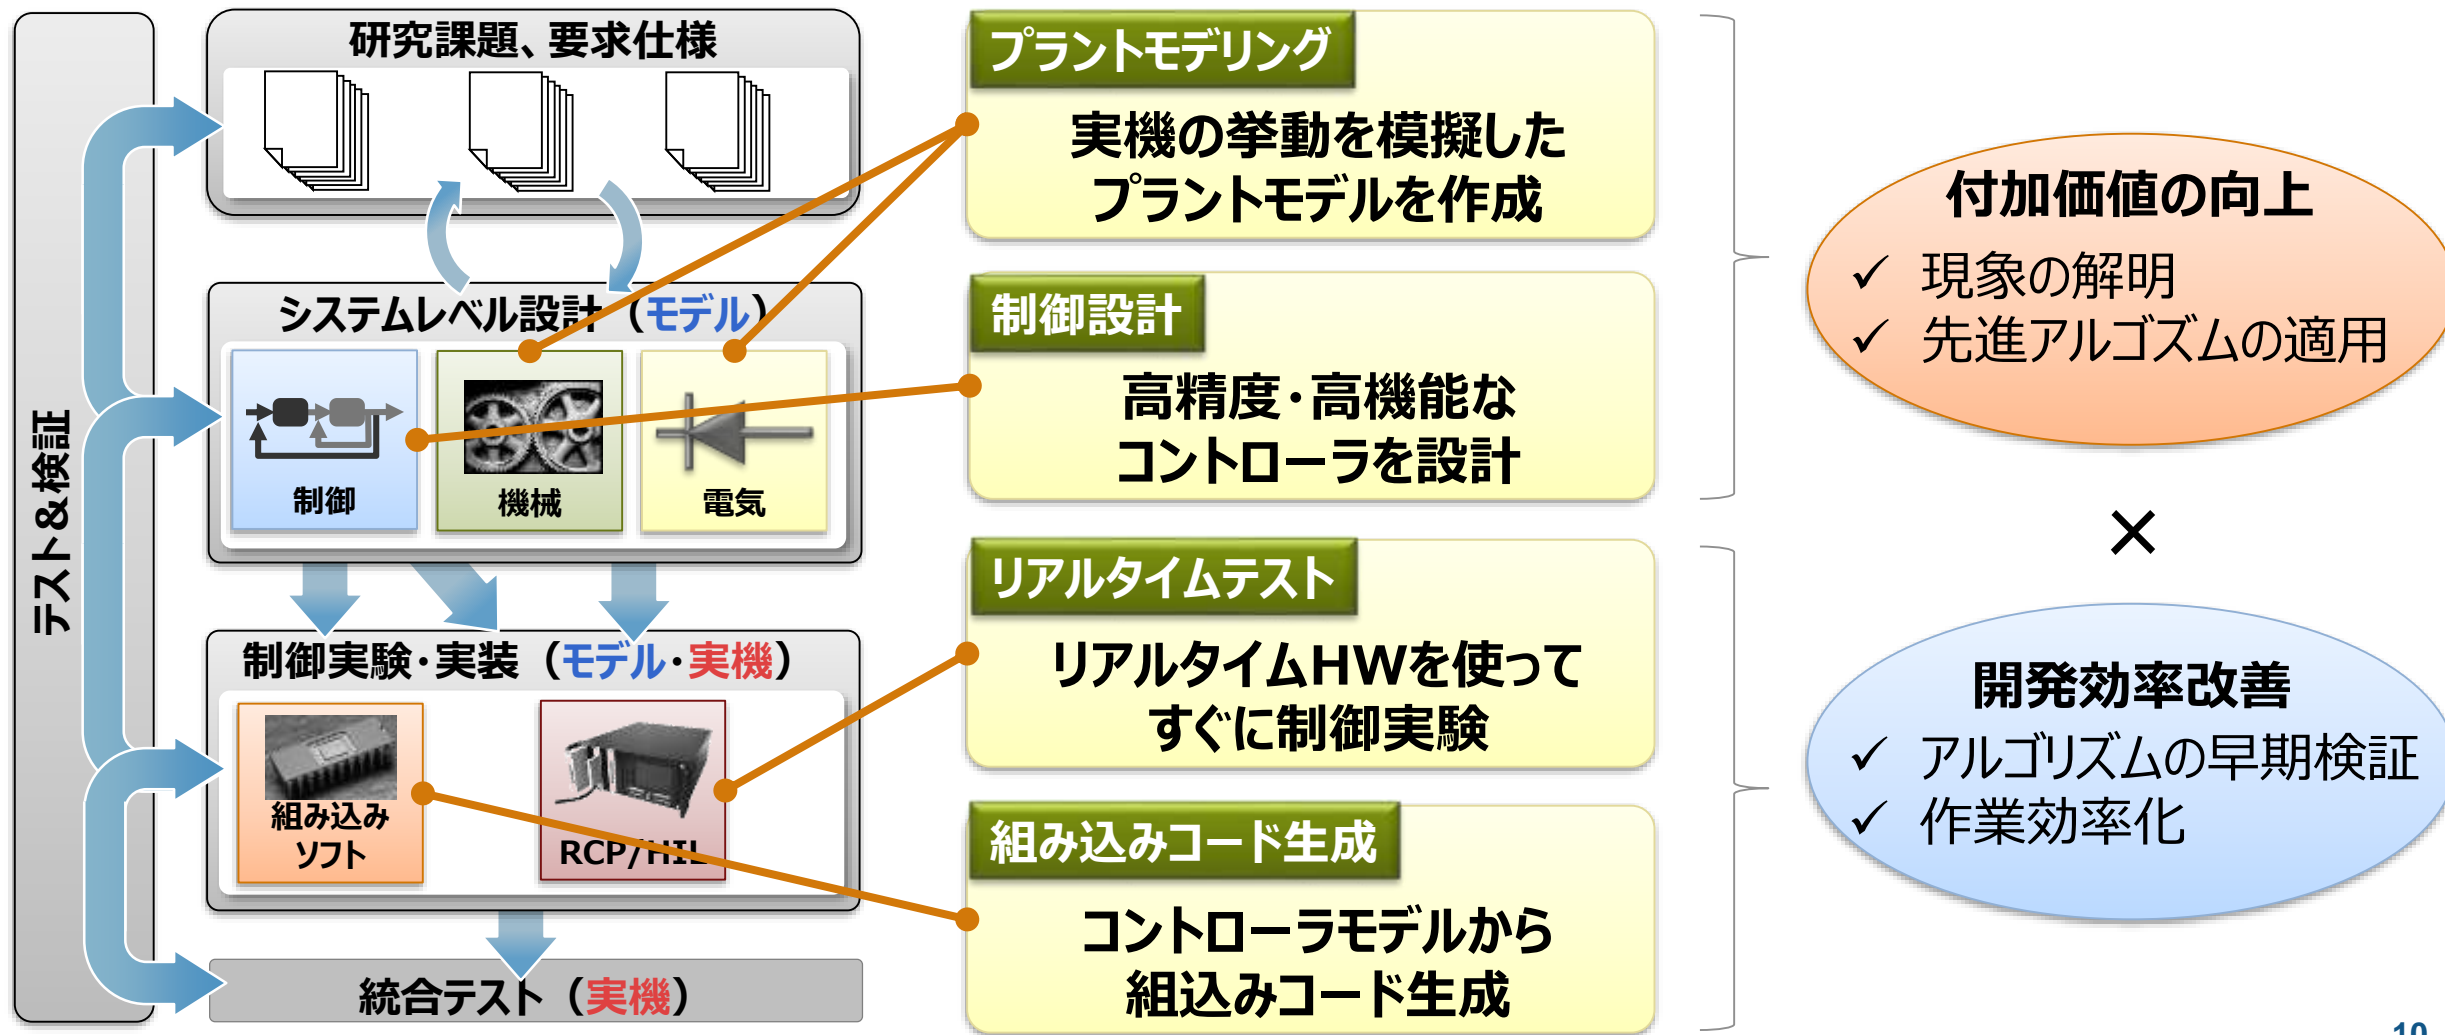 テスト&検証
研究課題、要求仕様
システムレベル設計（モデル）
制御
機械
電気
制御実験・実装（モデル・実機）
組み込み
ソフト
RCP/HIL
統合テスト（実機）
プラントモデリング
実機の挙動を模擬した
プラントモデルを作成
制御設計
高精度・高機能な
コントローラを設計
リアルタイムテスト
リアルタイムHWを使って
すぐに制御実験
組み込みコード生成
コントローラモデルから
組込みコード生成
付加価値の向上
✓ 現象の解明
✓ 先進アルゴズムの適用
×
開発効率改善
✓ アルゴリズムの早期検証
✓ 作業効率化
10